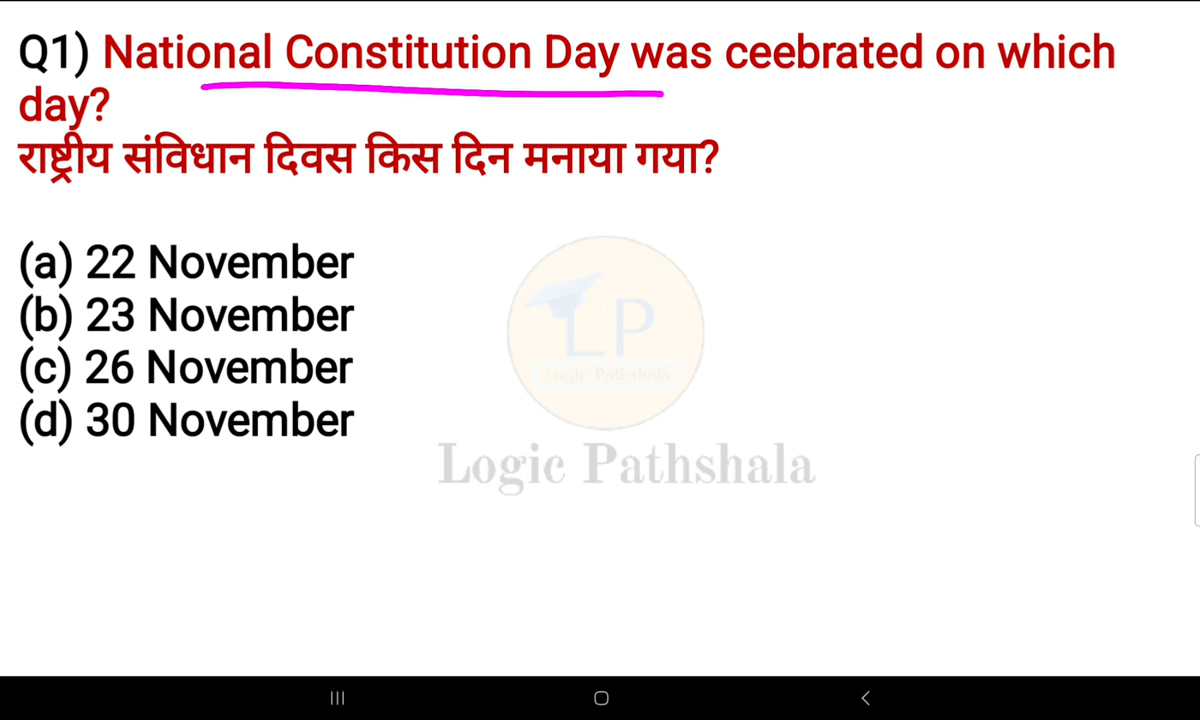 Q1) National Constitution Day was ceebrated on which
day?
राष्ट्रीय संविधान दिवस किस दिन मनाया गया?
(a) 22 November
(b) 23 November
(c) 26 November
(d) 30 November
LP
Logic Pathshala
Logic Pathshala